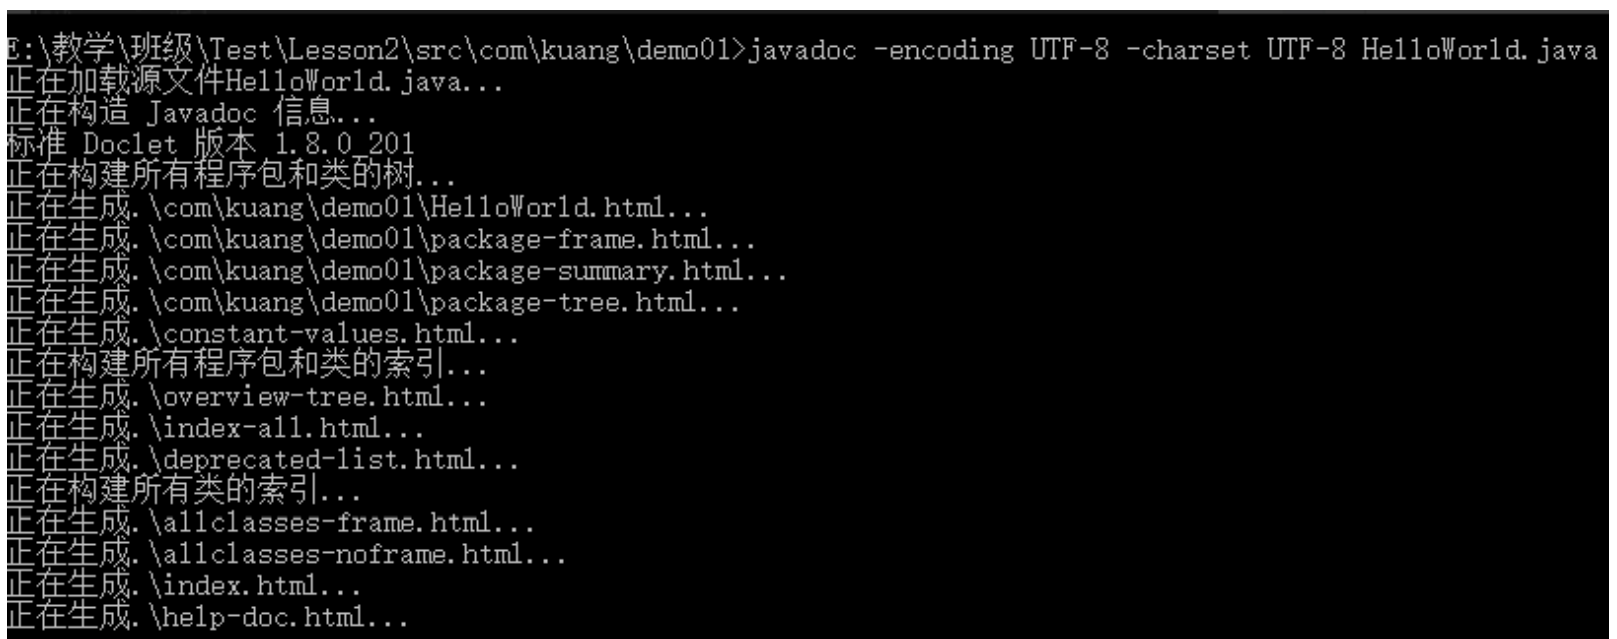 E:\教学\班级\Test\Lesson2\src\com\kuang\demo01>javadoc -encoding UTF-8 -charset UTF-8 HelloWorld.java
正在加载源文件HelloWorld.java...
正在构造 Javadoc 信息...
标准 Doclet 版本 1.8.0_201
正在构建所有程序包和类的树...
正在生成.\com\kuang\demo01\HelloWorld.html...
正在生成.\com\kuang\demo01\package-frame.html...
正在生成.\com\kuang\demo01\package-summary.html...
正在生成.\com\kuang\demo01\package-tree.html...
正在生成.\constant-values.html...
正在构建所有程序包和类的索引...
正在生成.\overview-tree.html...
正在生成.\index-all.html...
正在生成.\deprecated-list.html...
正在构建所有类的索引...
正在生成.\allclasses-frame.html...
正在生成.\allclasses-noframe.html...
正在生成.\index.html...
正在生成.\help-doc.html...